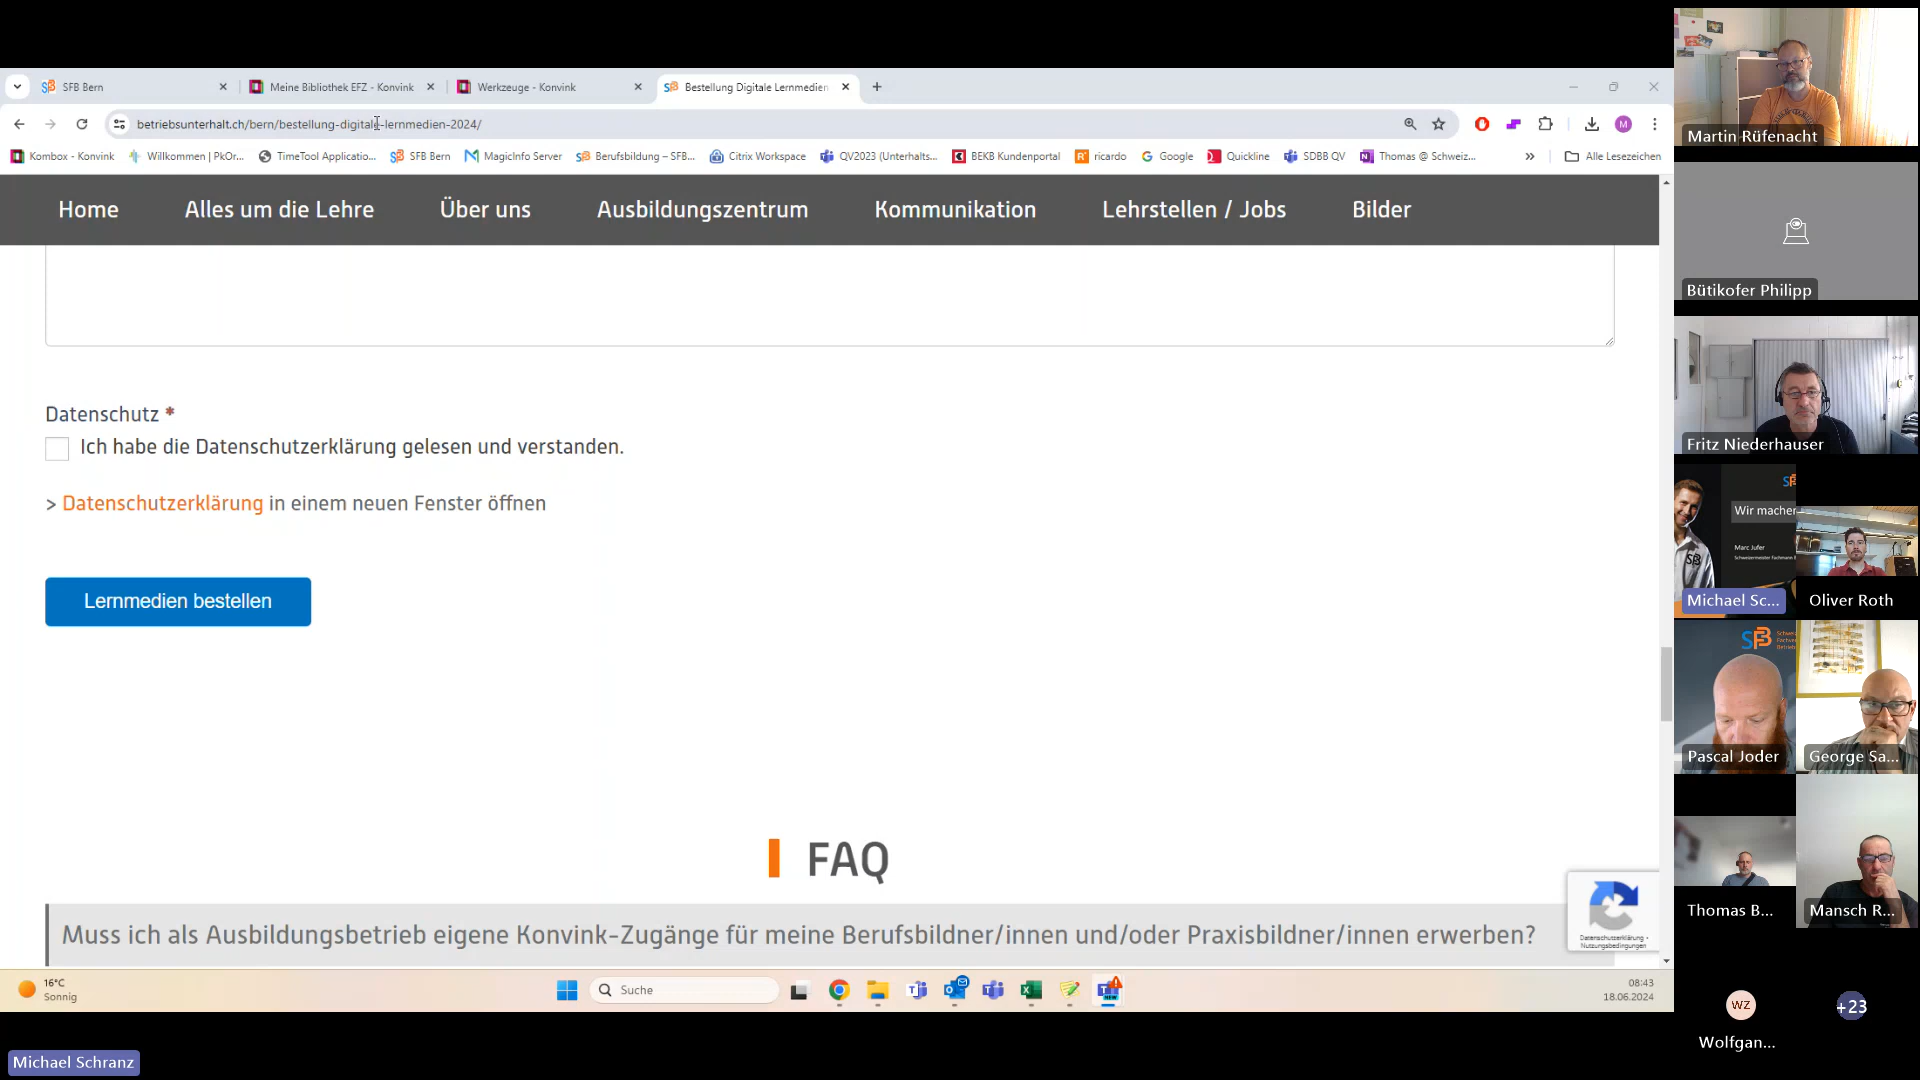 SFB Bern
Meine Bibliothek EFZ - Konvink
Werkzeuge - Konvink
Bestellung Digitale Lernmedien
betriebsunterhalt.ch/bern/bestellung-digitale-lernmedien-2024/
M
Kombox - Konvink
Willkommen | PkOr...
TimeTool Applicatio...
SFB Bern
MagicInfo Server
Berufsbildung – SFB...
Citrix Workspace
QV2023 (Unterhalts...
BEKB Kundenportal
ricardo
Google
Quickline
SDBB QV
Thomas @ Schweiz...
Alle Lesezeichen
Home
Alles um die Lehre
Über uns
Ausbildungszentrum
Kommunikation
Lehrstellen / Jobs
Bilder
Datenschutz *
Ich habe die Datenschutzerklärung gelesen und verstanden.
> Datenschutzerklärung in einem neuen Fenster öffnen
Lernmedien bestellen
FAQ
Muss ich als Ausbildungsbetrieb eigene Konvink-Zugänge für meine Berufsbildner/innen und/oder Praxisbildner/innen erwerben?
Datenschutzerklärung -
Nutzungsbedingungen
16°C
Sonnig
Suche
08:43
18.06.2024
Michael Schranz
Martin Rüfenacht
Bütikofer Philipp
Fritz Niederhauser
Wir machen
Marc Jufer
Michael Sc...
Oliver Roth
Pascal Joder
George Sa...
Thomas B...
Mansch R...
WZ
Wolfgan...
+23